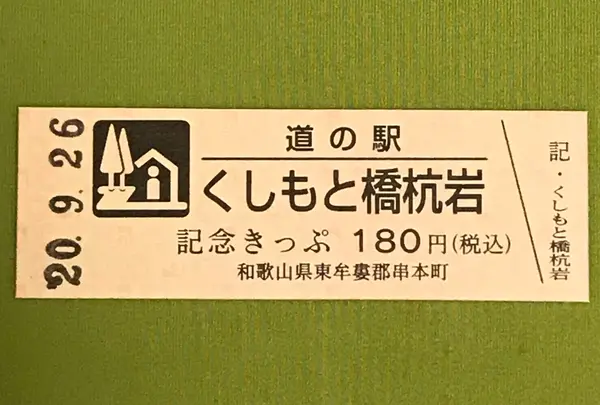 '20. 9. 26
道の駅
くしもと橋杭岩
記念きっぷ 180円(税込)
和歌山県東牟婁郡串本町
記・くしもと橋杭岩